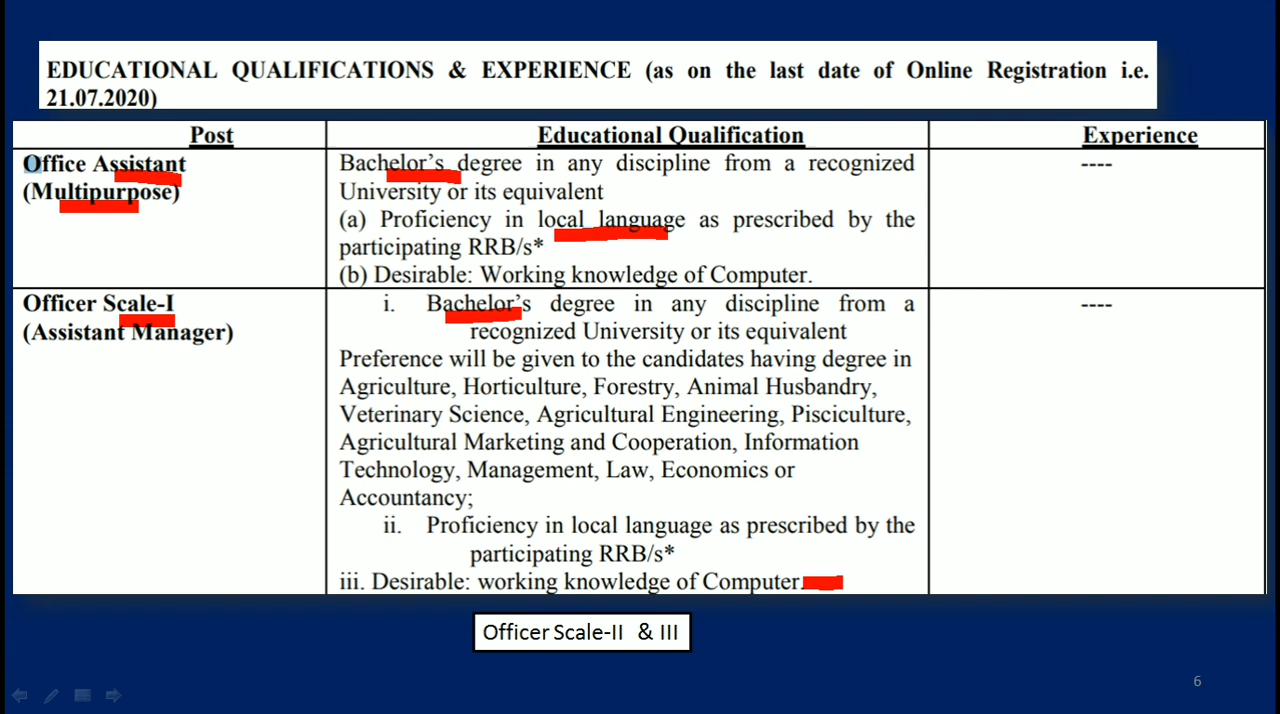 EDUCATIONAL QUALIFICATIONS & EXPERIENCE (as on the last date of Online Registration i.e.
21.07.2020)
Post
Educational Qualification
Experience
Office Assistant
(Multipurpose)
Bachelor's degree in any discipline from a recognized
University or its equivalent
(a) Proficiency in local language as prescribed by the
participating RRB/s*
(b) Desirable: Working knowledge of Computer.
----
Officer Scale-I
(Assistant Manager)
i. Bachelor's degree in any discipline from a
recognized University or its equivalent
Preference will be given to the candidates having degree in
Agriculture, Horticulture, Forestry, Animal Husbandry,
Veterinary Science, Agricultural Engineering, Pisciculture,
Agricultural Marketing and Cooperation, Information
Technology, Management, Law, Economics or
Accountancy;
ii. Proficiency in local language as prescribed by the
participating RRB/s*
iii. Desirable: working knowledge of Computer.
----
Officer Scale-II & III
6